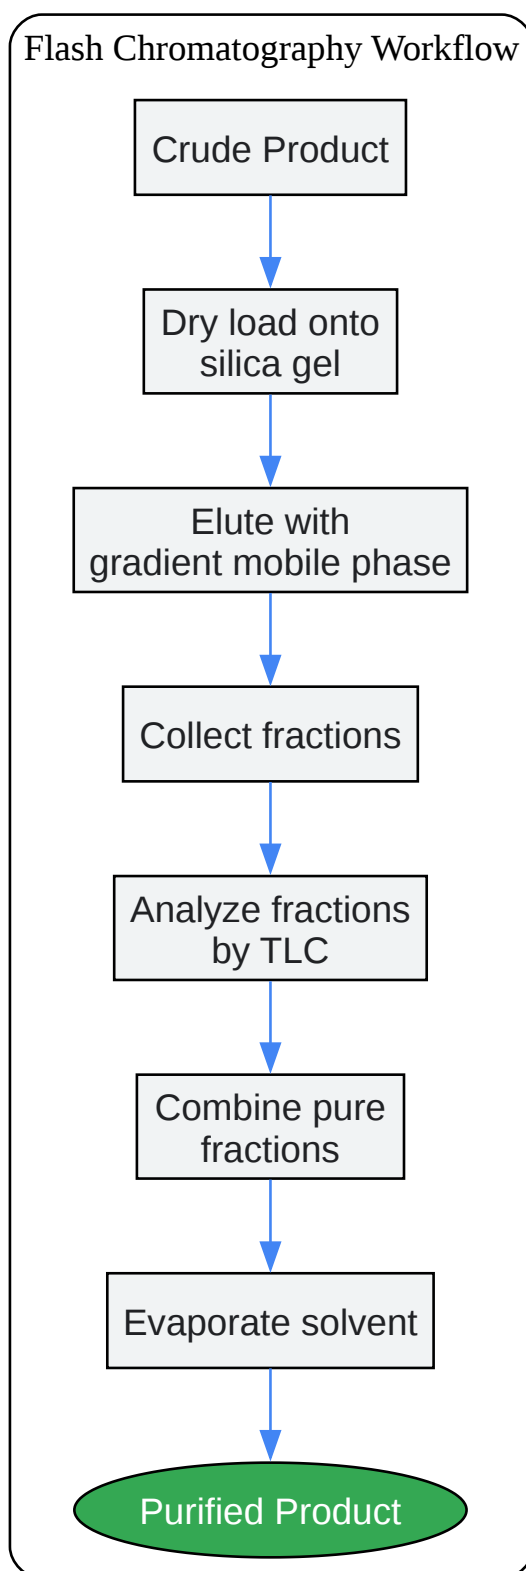 Flash Chromatography Workflow
Crude Product
Dry load onto
silica gel
Elute with
gradient mobile phase
Collect fractions
Analyze fractions
by TLC
Combine pure
fractions
Evaporate solvent
Purified Product